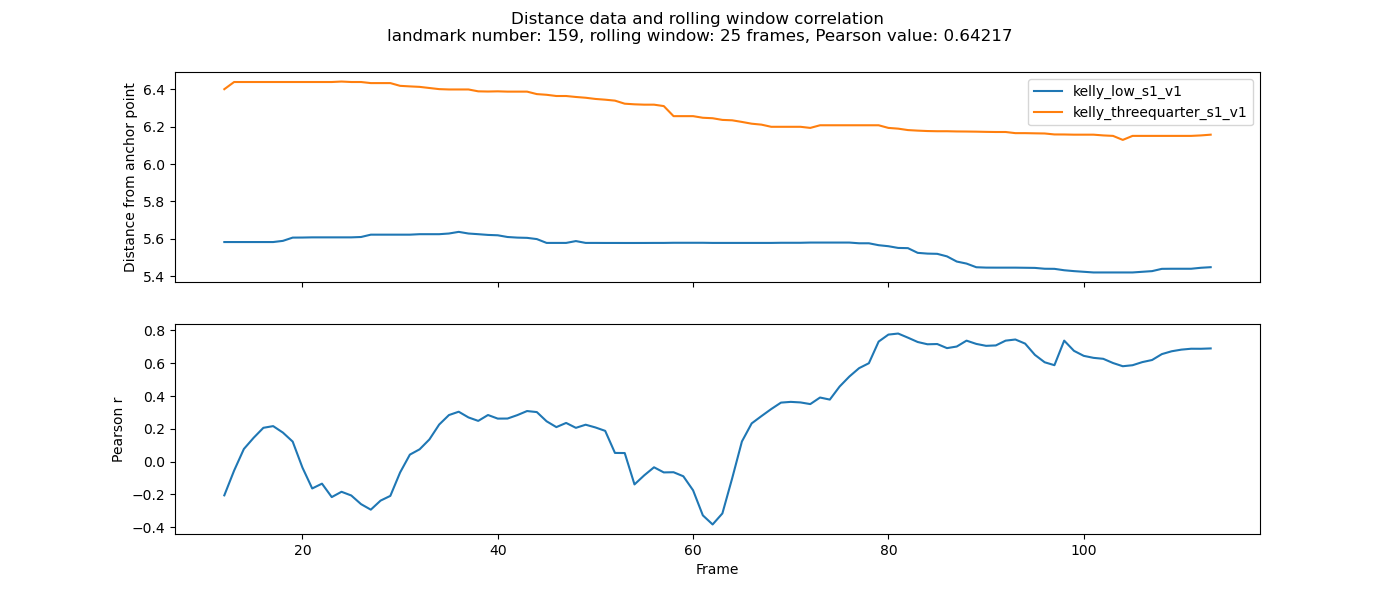 Distance data and rolling window correlation
landmark number: 159, rolling window: 25 frames, Pearson value: 0.64217
Distance from anchor point
6.4
6.2
6.0
5.8
5.6
5.4
kelly_low_s1_v1
kelly_threequarter_s1_v1
Pearson r
0.8
0.6
0.4
0.2
0.0
−0.2
−0.4
20 40 60 80 100
Frame